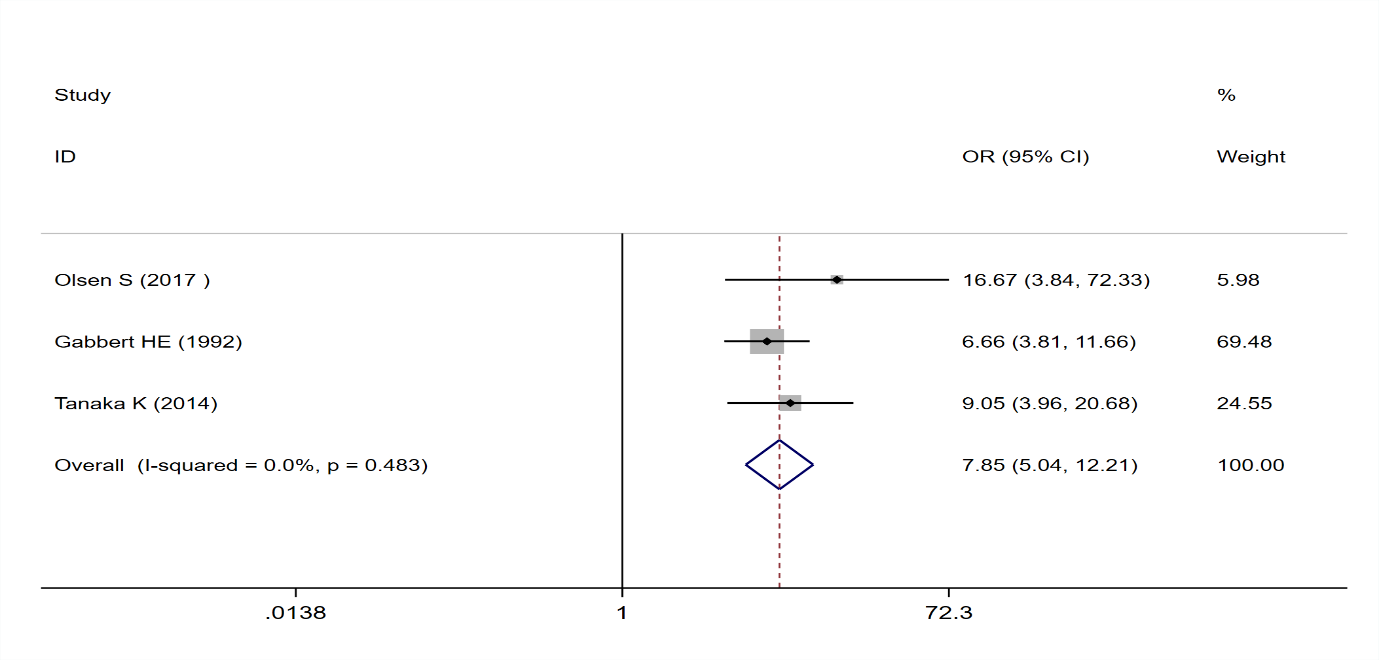 Study %
ID OR (95% CI) Weight
Olsen S (2017 ) 16.67 (3.84, 72.33) 5.98
Gabbert HE (1992) 6.66 (3.81, 11.66) 69.48
Tanaka K (2014) 9.05 (3.96, 20.68) 24.55
Overall  (I-squared = 0.0%, p = 0.483) 7.85 (5.04, 12.21) 100.00
.0138 1 72.3